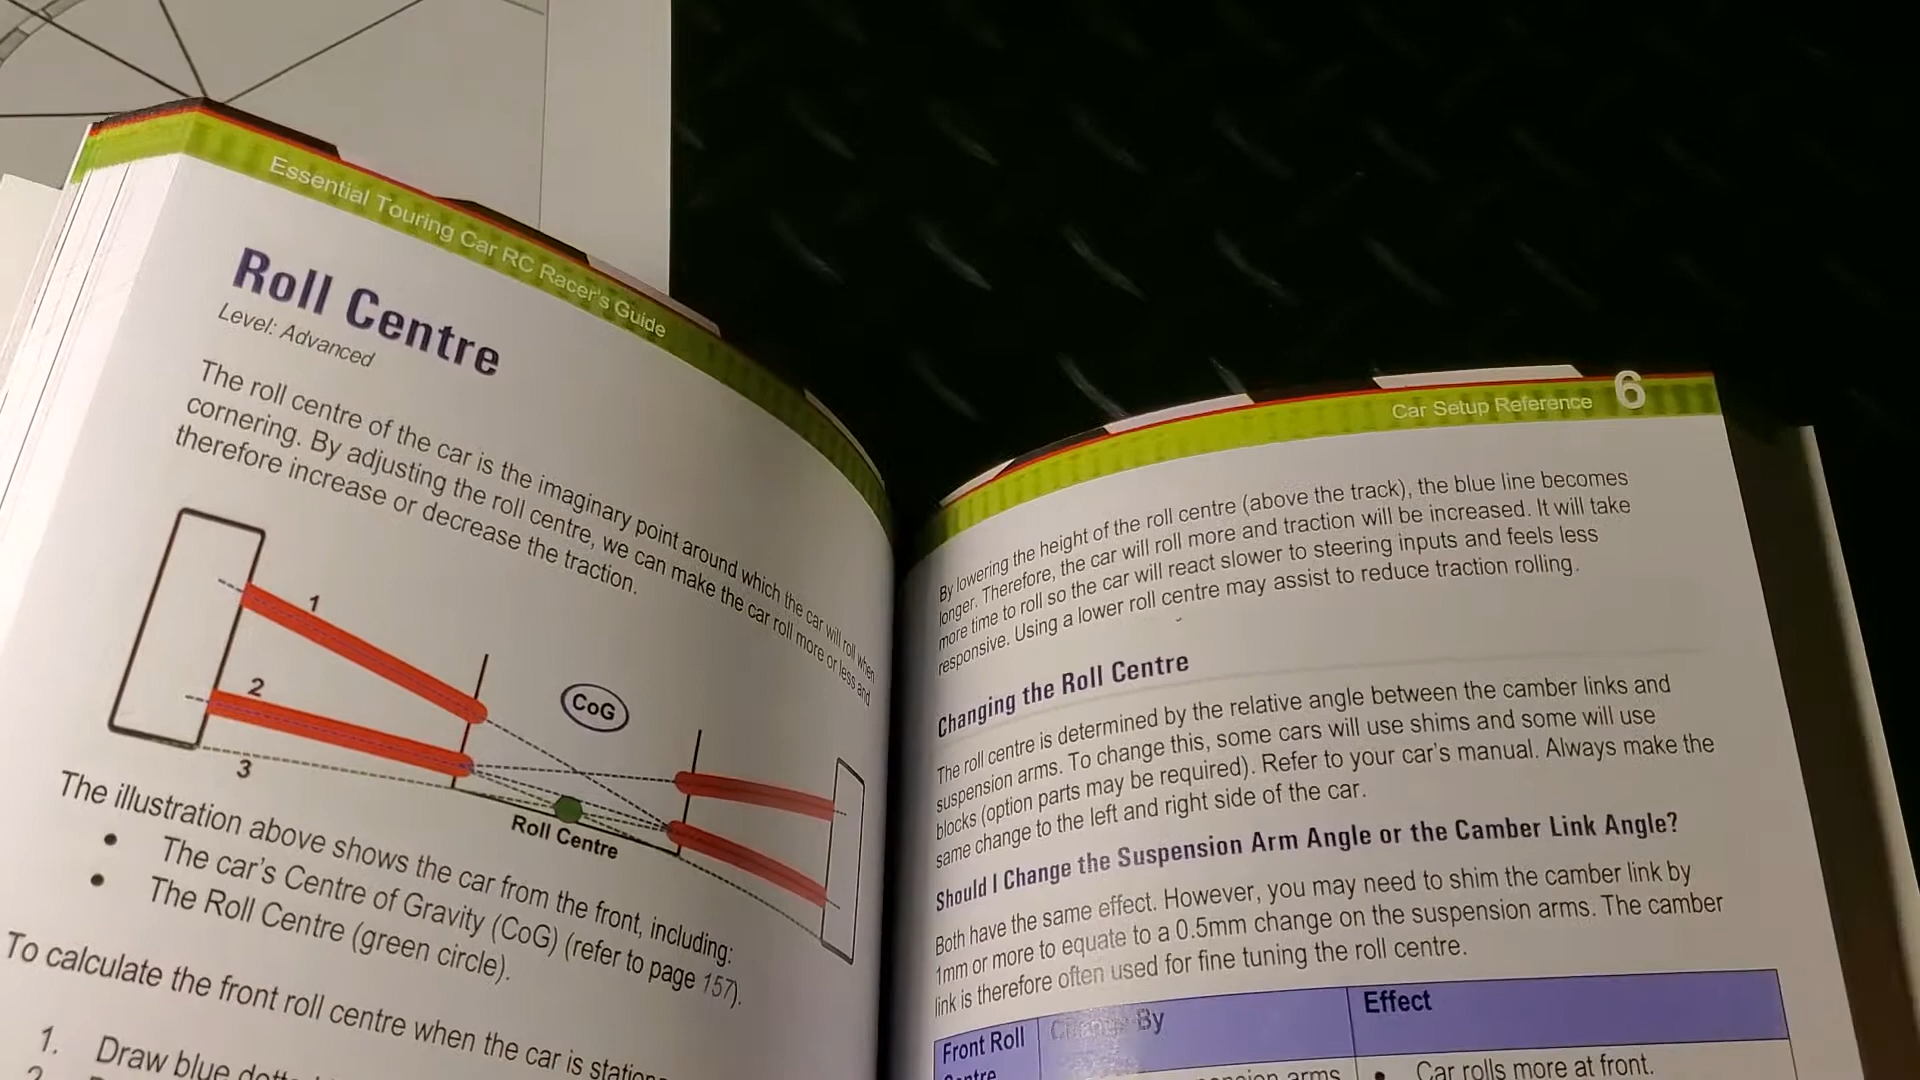 Essential Touring Car RC Racer's Guide
Roll Centre
Level: Advanced
The roll centre of the car is the imaginary point around which the car will roll when
cornering. By adjusting the roll centre, we can make the car roll more or less and
therefore increase or decrease the traction.
1
2
3
CoG
Roll Centre
The illustration above shows the car from the front, including:
• The car's Centre of Gravity (CoG) (refer to page 157).
• The Roll Centre (green circle).
To calculate the front roll centre when the car is
1. Draw blue
2.
Car Setup Reference 6
By lowering the height of the roll centre (above the track), the blue line becomes
longer. Therefore, the car will roll more and traction will be increased. It will take
more time to roll so the car will react slower to steering inputs and feels less
responsive. Using a lower roll centre may assist to reduce traction rolling.
Changing the Roll Centre
The roll centre is determined by the relative angle between the camber links and
suspension arms. To change this, some cars will use shims and some will use
blocks (option parts may be required). Refer to your car's manual. Always make the
same change to the left and right side of the car.
Should I Change the Suspension Arm Angle or the Camber Link Angle?
Both have the same effect. However, you may need to shim the camber link by
1mm or more to equate to a 0.5mm change on the suspension arms. The camber
link is therefore often used for fine tuning the roll centre.
Front Roll
Centre
Change By
Effect
arms
• Car rolls more at front.